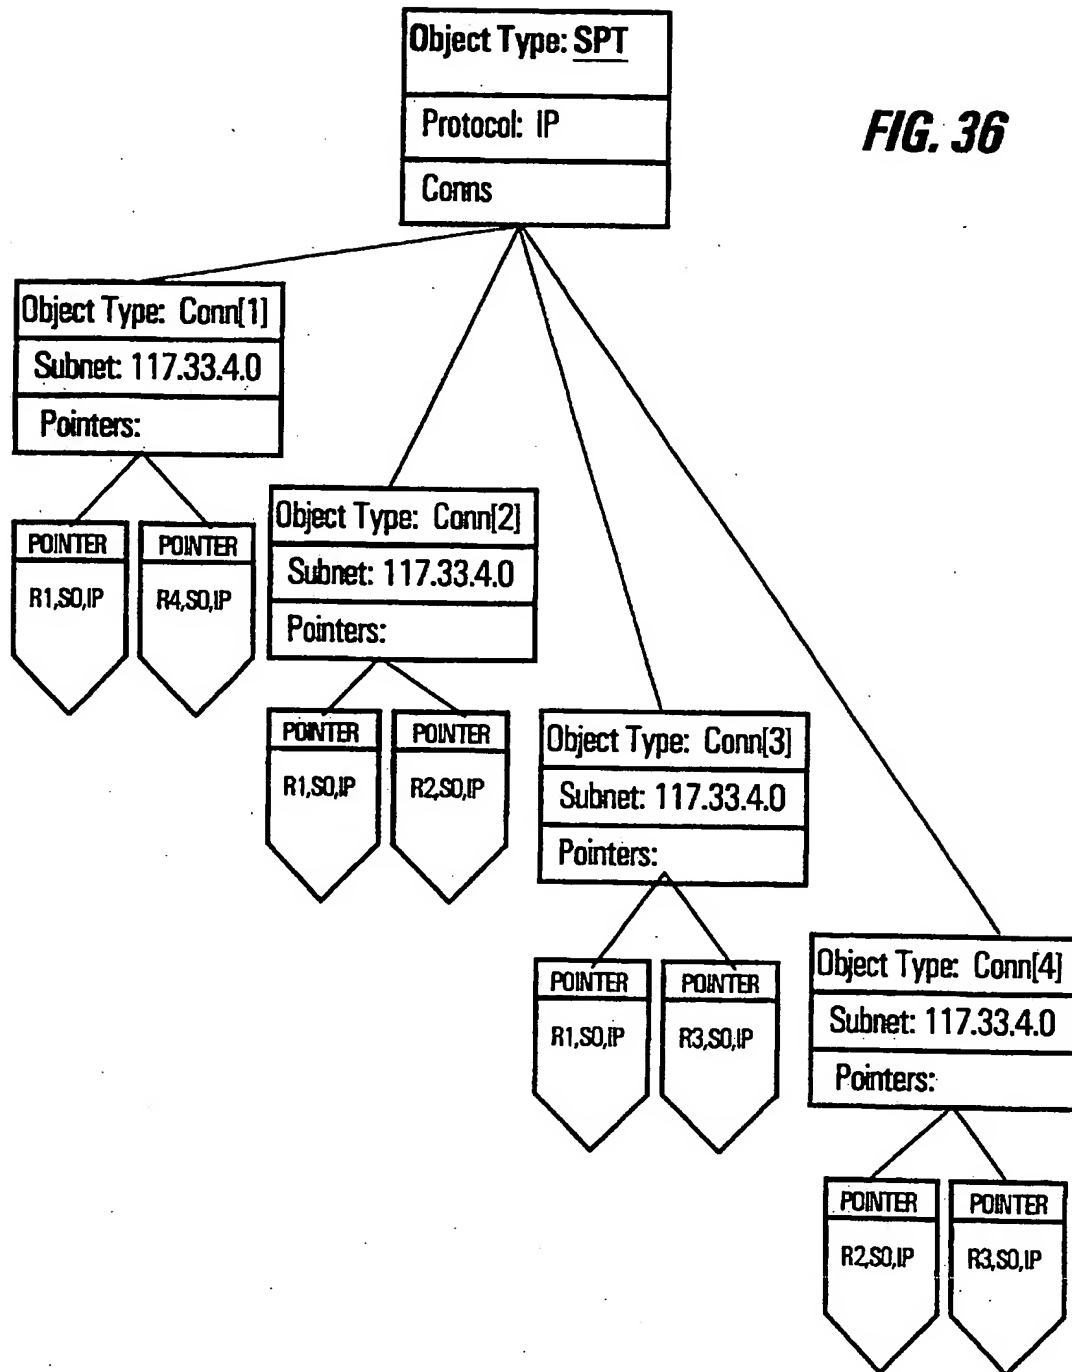 Object Type: SPT
Protocol: IP
Conns
FIG. 36
Object Type: Conn[1]
Subnet: 117.33.4.0
Pointers:
POINTER
R1,S0,IP
POINTER
R4,S0,IP
Object Type: Conn[2]
Subnet: 117.33.4.0
Pointers:
POINTER
R1,S0,IP
POINTER
R2,S0,IP
Object Type: Conn[3]
Subnet: 117.33.4.0
Pointers:
POINTER
R1,S0,IP
POINTER
R3,S0,IP
Object Type: Conn[4]
Subnet: 117.33.4.0
Pointers:
POINTER
R2,S0,IP
POINTER
R3,S0,IP